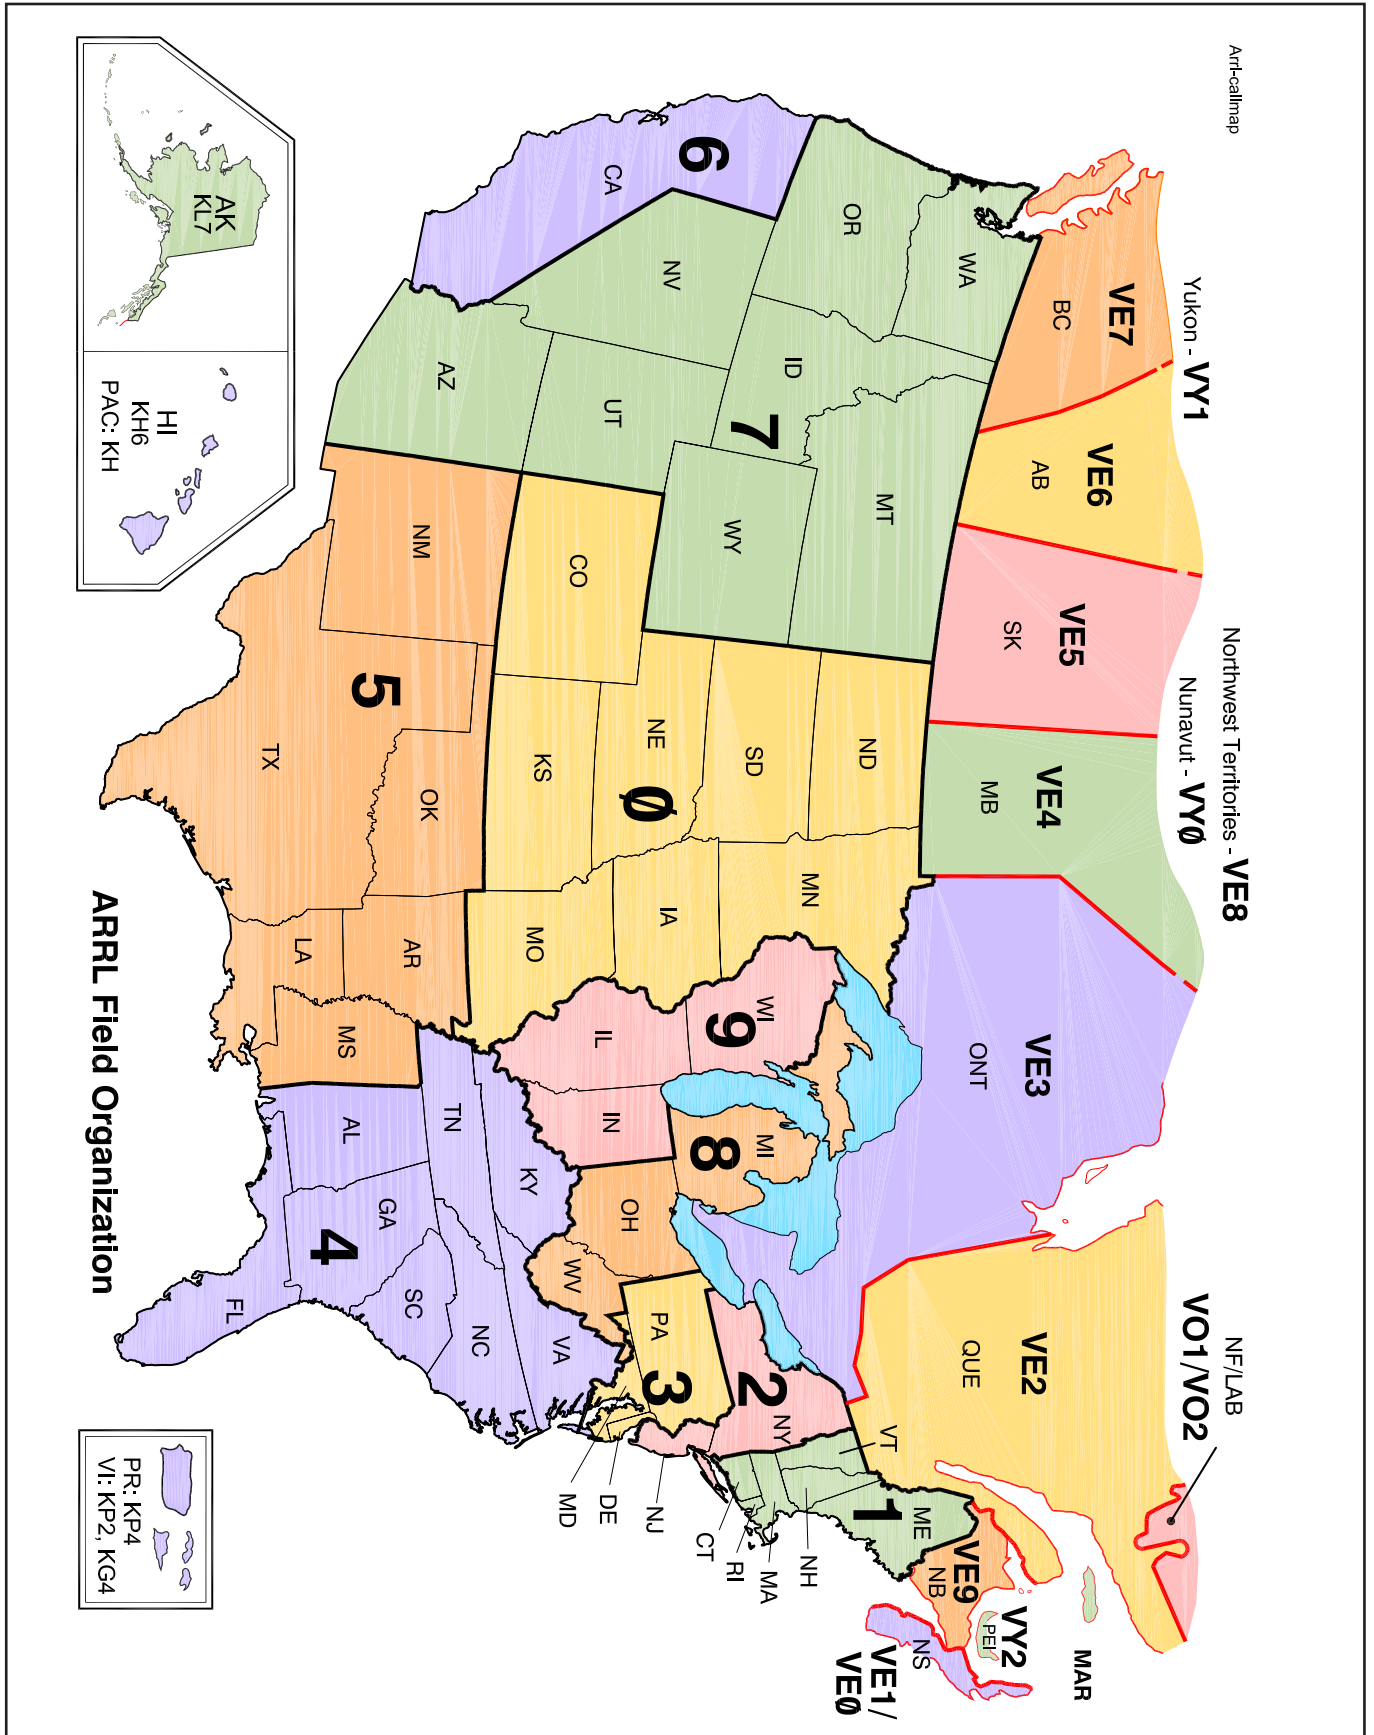 Arrl-callmap
Yukon - VY1
Northwest Territories - VE8
Nunavut - VYØ
NF/LAB
VO1/VO2
VE7
BC
VE6
AB
VE5
SK
VE4
MB
VE3
ONT
VE2
QUE
MAR
VY2
PEI
VE9
NB
NS
VE1/
VEØ
WA
OR
ID
MT
7
WY
NV
UT
AZ
6
CA
ND
SD
NE
Ø
KS
CO
MN
IA
MO
NM
5
TX
OK
AR
LA
MS
WI
9
IL
IN
MI
8
OH
WV
PA
3
2
NY
VT
ME
1
NH
MA
RI
CT
NJ
DE
MD
KY
TN
VA
NC
SC
GA
AL
4
FL
AK
KL7
HI
KH6
PAC: KH
ARRL Field Organization
PR: KP4
VI: KP2, KG4